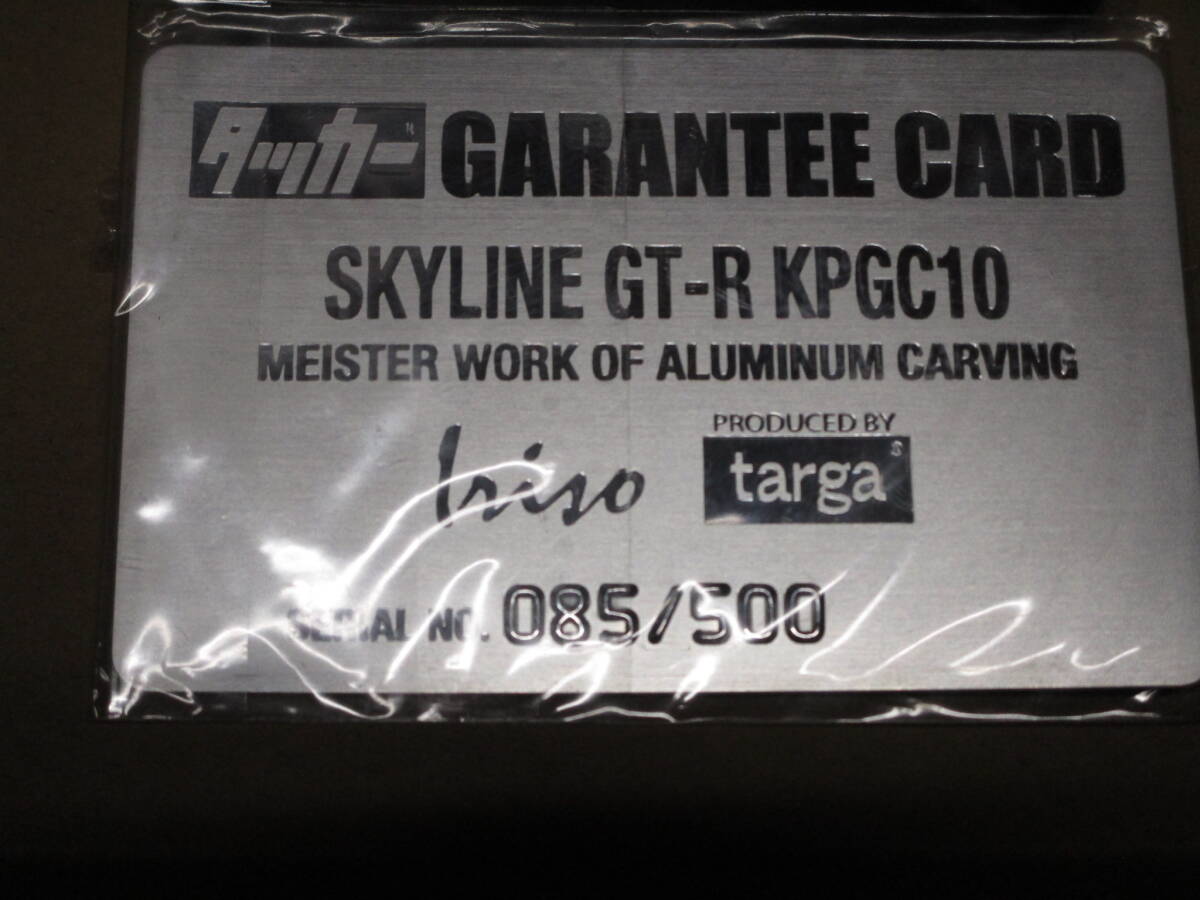 タッカー GARANTEE CARD
SKYLINE GT-R KPGC10
MEISTER WORK OF ALUMINUM CARVING
Iriso
PRODUCED BY
targa s
SERIAL NO. 085/500